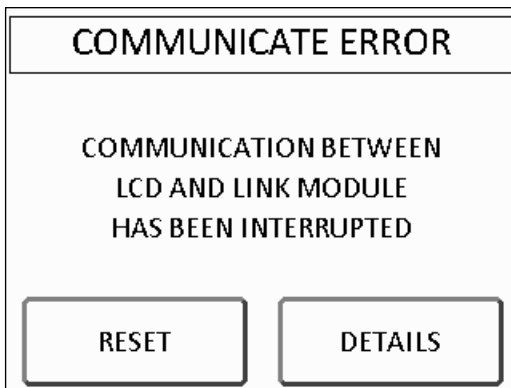 COMMUNICATE ERROR
COMMUNICATION BETWEEN
LCD AND LINK MODULE
HAS BEEN INTERRUPTED
RESET DETAILS